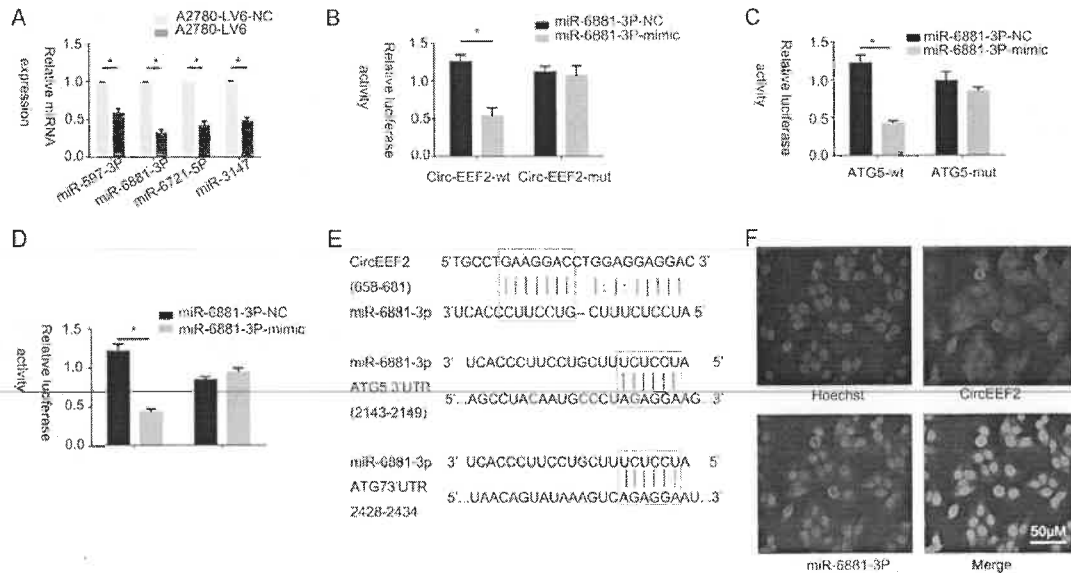 A
A2780-LV6-NC
A2780-LV6
Relative miRNA
expression
1.5
1.0
0.5
0.0
* * * *
miR-597-3P
miR-6881-3P
miR-6721-5P
miR-3147
B
miR-6881-3P-NC
miR-6881-3P-mimic
Relative luciferase
activity
1.5
1.0
0.5
0.0
*
Circ-EEF2-wt Circ-EEF2-mut
C
miR-6881-3P-NC
miR-6881-3P-mimic
Relative luciferase
activity
1.5
1.0
0.5
0.0
*
ATG5-wt ATG5-mut
D
miR-6881-3P-NC
miR-6881-3P-mimic
Relative luciferase
activity
1.5
1.0
0.5
0.0
*
E
CircEEF2 5'TGCCTGAAGGACCTGGAGGAGGAC 3'
(658-681)
miR-6881-3p 3'UCACCCUUCCUG--CUUUCUCCUA 5'
miR-6881-3p 3' UCACCCUUCCUGCUUUCUCCUA 5'
ATG5 3'UTR
(2143-2149) 5'...AGCCUACAAUGCCCUAGAGGAAG... 3'
miR-6881-3p 3' UCACCCUUCCUGCUUUCUCCUA 5'
ATG73'UTR
5'...UAACAGUAUAAAGUCAGAGGAAU... 3'
2428-2434
F
Hoechst CircEEF2
50µM
miR-6881-3P Merge